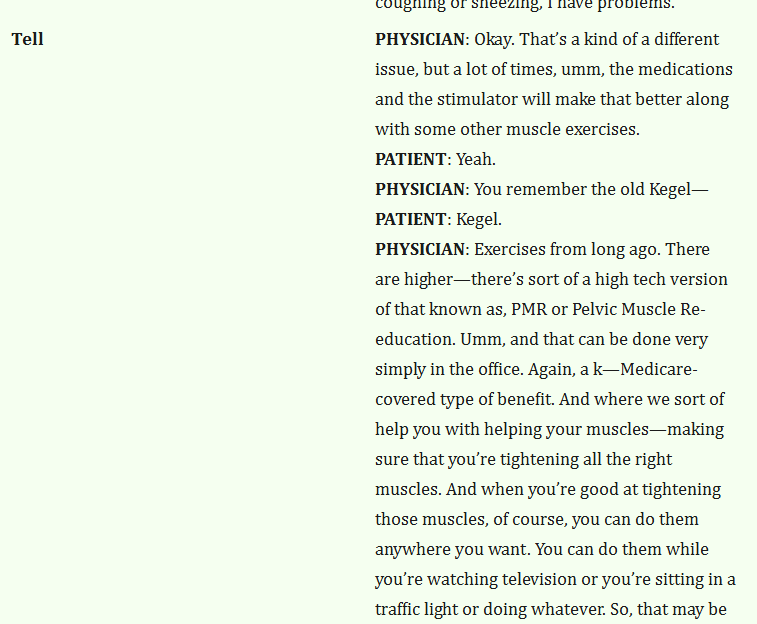 coughing or sneezing, I have problems.
Tell
PHYSICIAN: Okay. That’s a kind of a different
issue, but a lot of times, umm, the medications
and the stimulator will make that better along
with some other muscle exercises.
PATIENT: Yeah.
PHYSICIAN: You remember the old Kegel—
PATIENT: Kegel.
PHYSICIAN: Exercises from long ago. There
are higher—there’s sort of a high tech version
of that known as, PMR or Pelvic Muscle Re-
education. Umm, and that can be done very
simply in the office. Again, a k—Medicare-
covered type of benefit. And where we sort of
help you with helping your muscles—making
sure that you’re tightening all the right
muscles. And when you’re good at tightening
those muscles, of course, you can do them
anywhere you want. You can do them while
you’re watching television or you’re sitting in a
traffic light or doing whatever. So, that may be